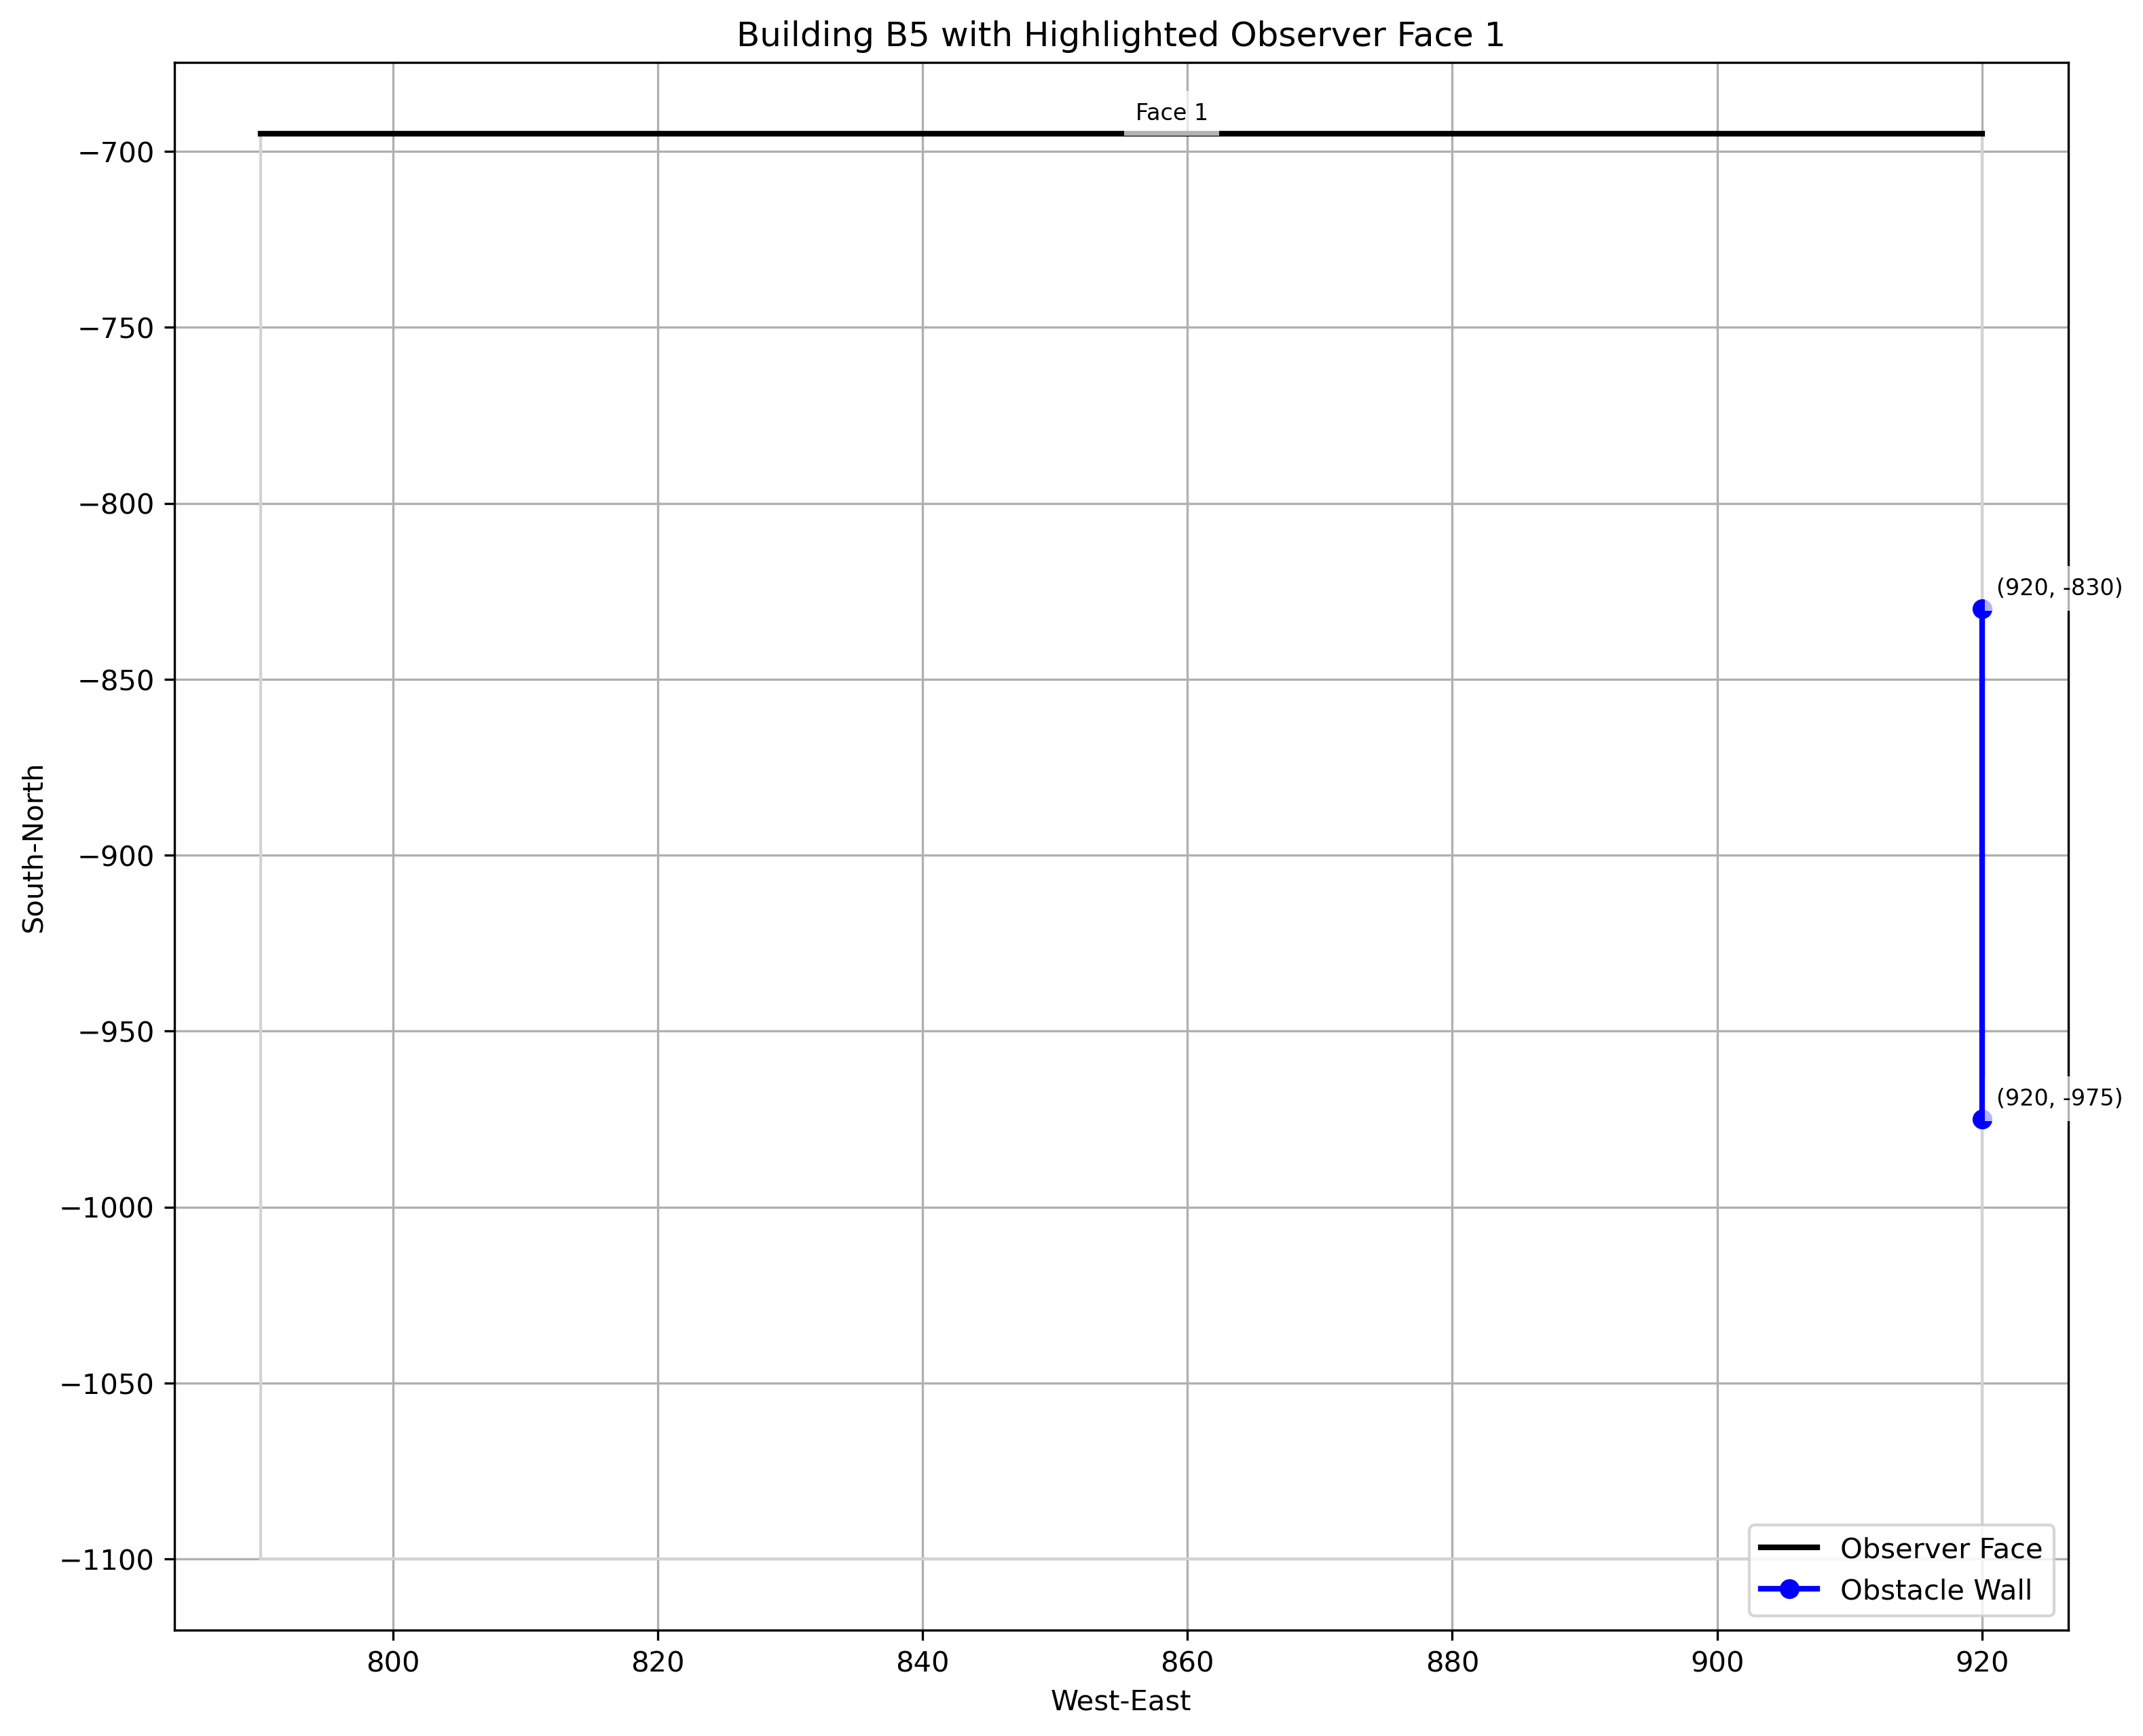 Building B5 with Highlighted Observer Face 1
Face 1
−700
−750
−800
(920, -830)
−850
−900
−950
(920, -975)
−1000
−1050
−1100
South-North
Observer Face
Obstacle Wall
800 820 840 860 880 900 920
West-East